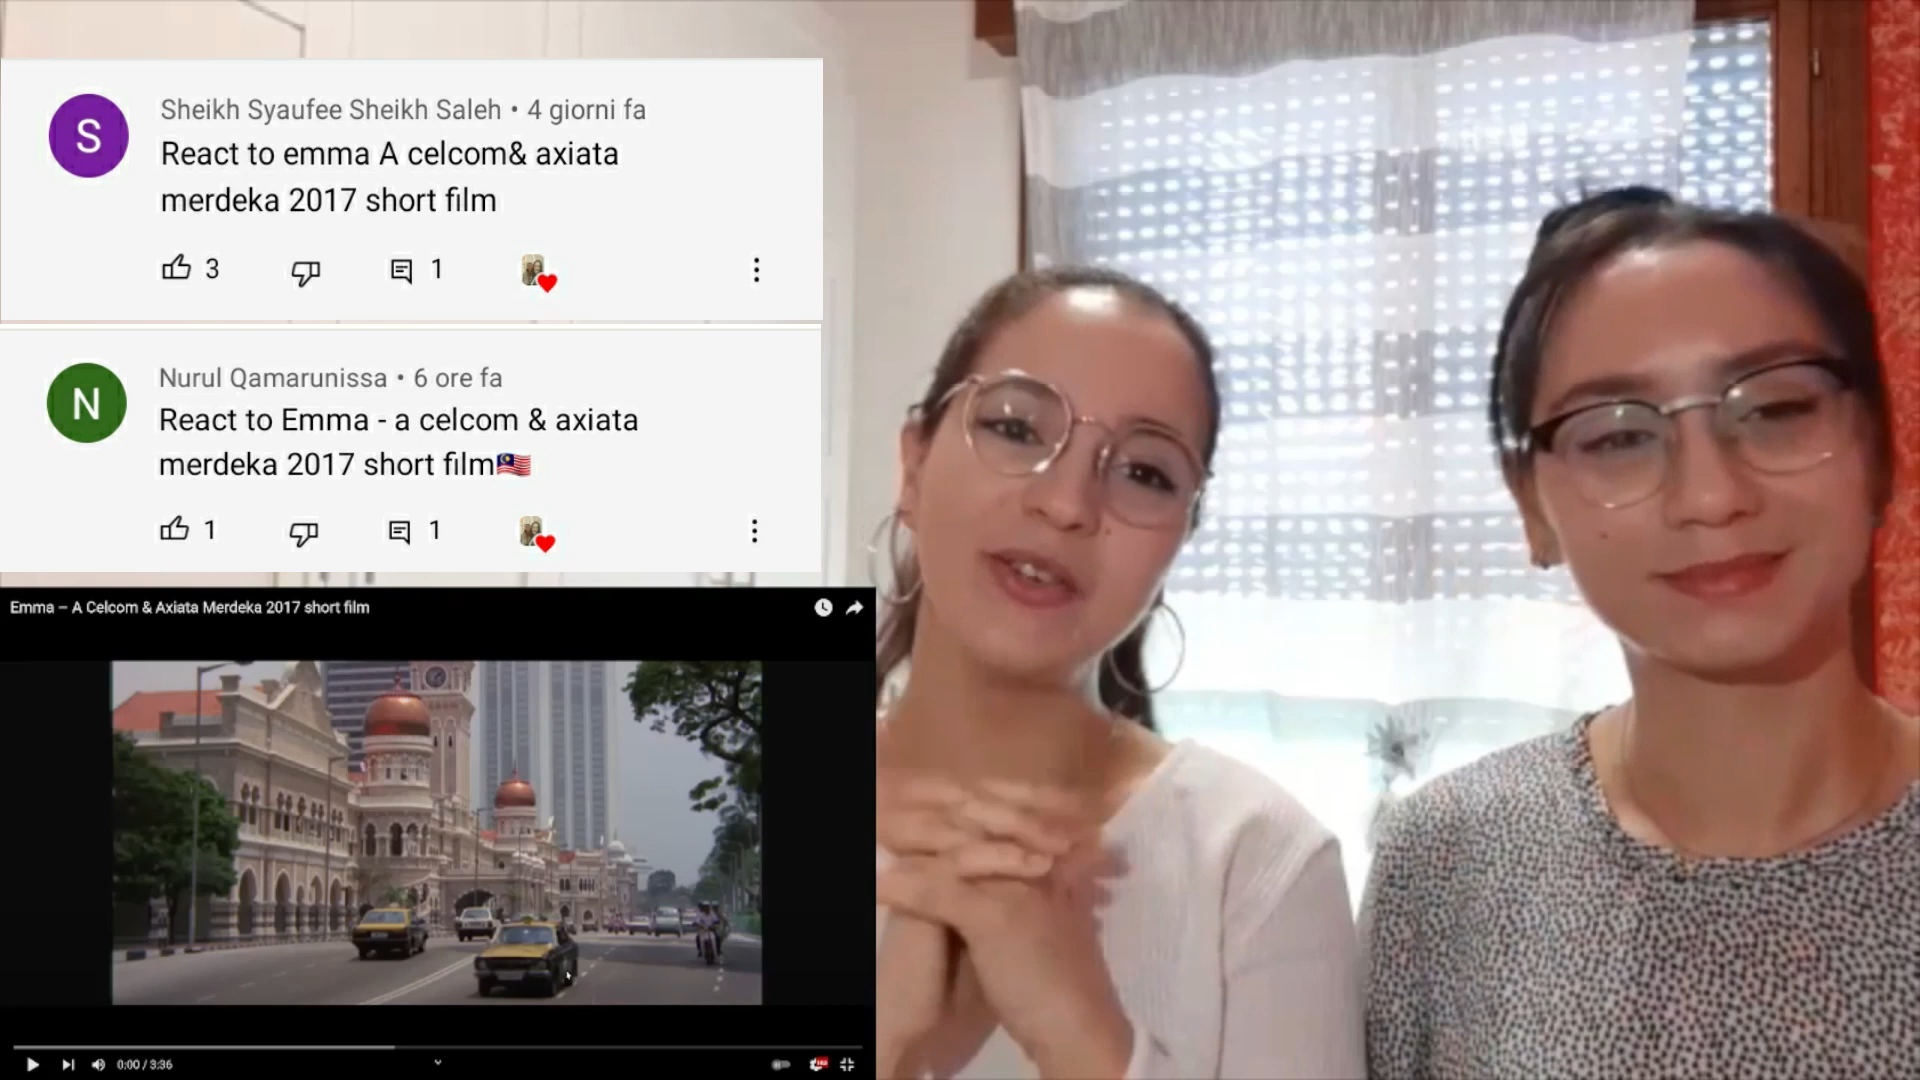 S
Sheikh Syaufee Sheikh Saleh • 4 giorni fa
React to emma A celcom& axiata
merdeka 2017 short film
3
1
N
Nurul Qamarunissa • 6 ore fa
React to Emma - a celcom & axiata
merdeka 2017 short film🇲🇾
1
1
Emma – A Celcom & Axiata Merdeka 2017 short film
0:00 / 3:36